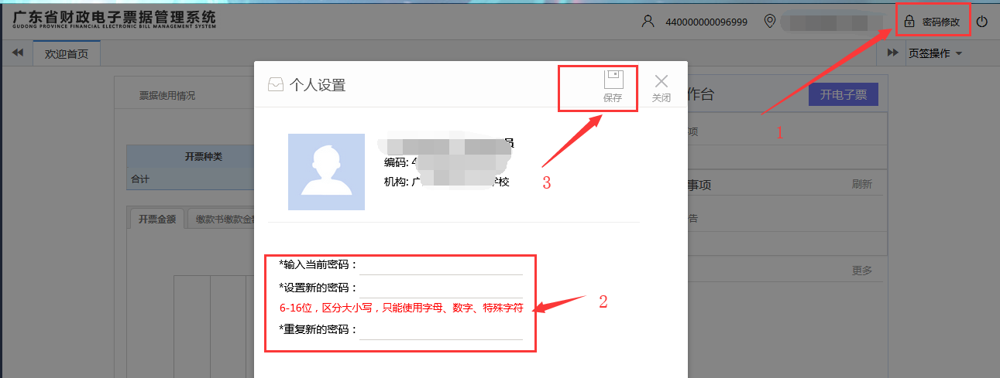 广东省财政电子票据管理系统
GUDONG PROVINCE FINANCIAL ELECTRONIC BILL MANAGEMENT SYSTEM
440000000096999
密码修改
欢迎首页
页签操作
个人设置
保存
关闭
票据使用情况
作台
开电子票
1
项
员
开票种类
编码: 4
合计
机构: 广
学校
3
事项
刷新
开票金额
缴款书缴款金
告
*输入当前密码：
更多
*设置新的密码：
6-16位，区分大小写，只能使用字母、数字、特殊字符
2
*重复新的密码：